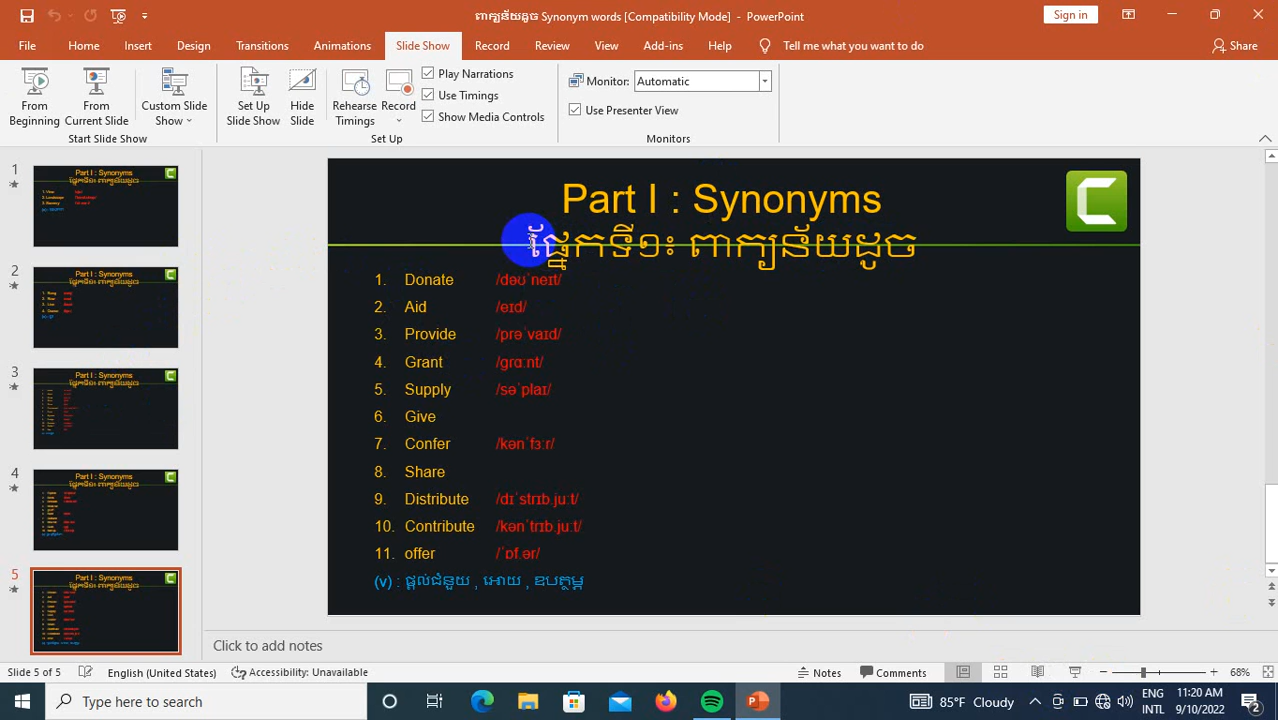 ពាក្យន័យដូច Synonym words [Compatibility Mode] - PowerPoint
Sign in
File Home Insert Design Transitions Animations Slide Show Record Review View Add-ins Help Tell me what you want to do Share
From Beginning
From Current Slide
Custom Slide Show
Set Up Slide Show
Hide Slide
Rehearse Timings
Record
Play Narrations
Use Timings
Show Media Controls
Monitor: Automatic
Use Presenter View
Start Slide Show
Set Up
Monitors
1
2
3
4
5
Part I : Synonyms
ផ្នែកទី១៖ ពាក្យន័យដូច
1. Donate /dəʊˈneɪt/
2. Aid /eɪd/
3. Provide /prəˈvaɪd/
4. Grant /ɡrɑːnt/
5. Supply /səˈplaɪ/
6. Give
7. Confer /kənˈfɜːr/
8. Share
9. Distribute /dɪˈstrɪb.juːt/
10. Contribute /kənˈtrɪb.juːt/
11. offer /ˈɒf.ər/
(v) : ផ្តល់ជំនួយ , អោយ , ឧបត្ថម្ភ
Click to add notes
Slide 5 of 5 English (United States) Accessibility: Unavailable Notes Comments 68%
Type here to search
85°F Cloudy
ENG
INTL
11:20 AM
9/10/2022
2